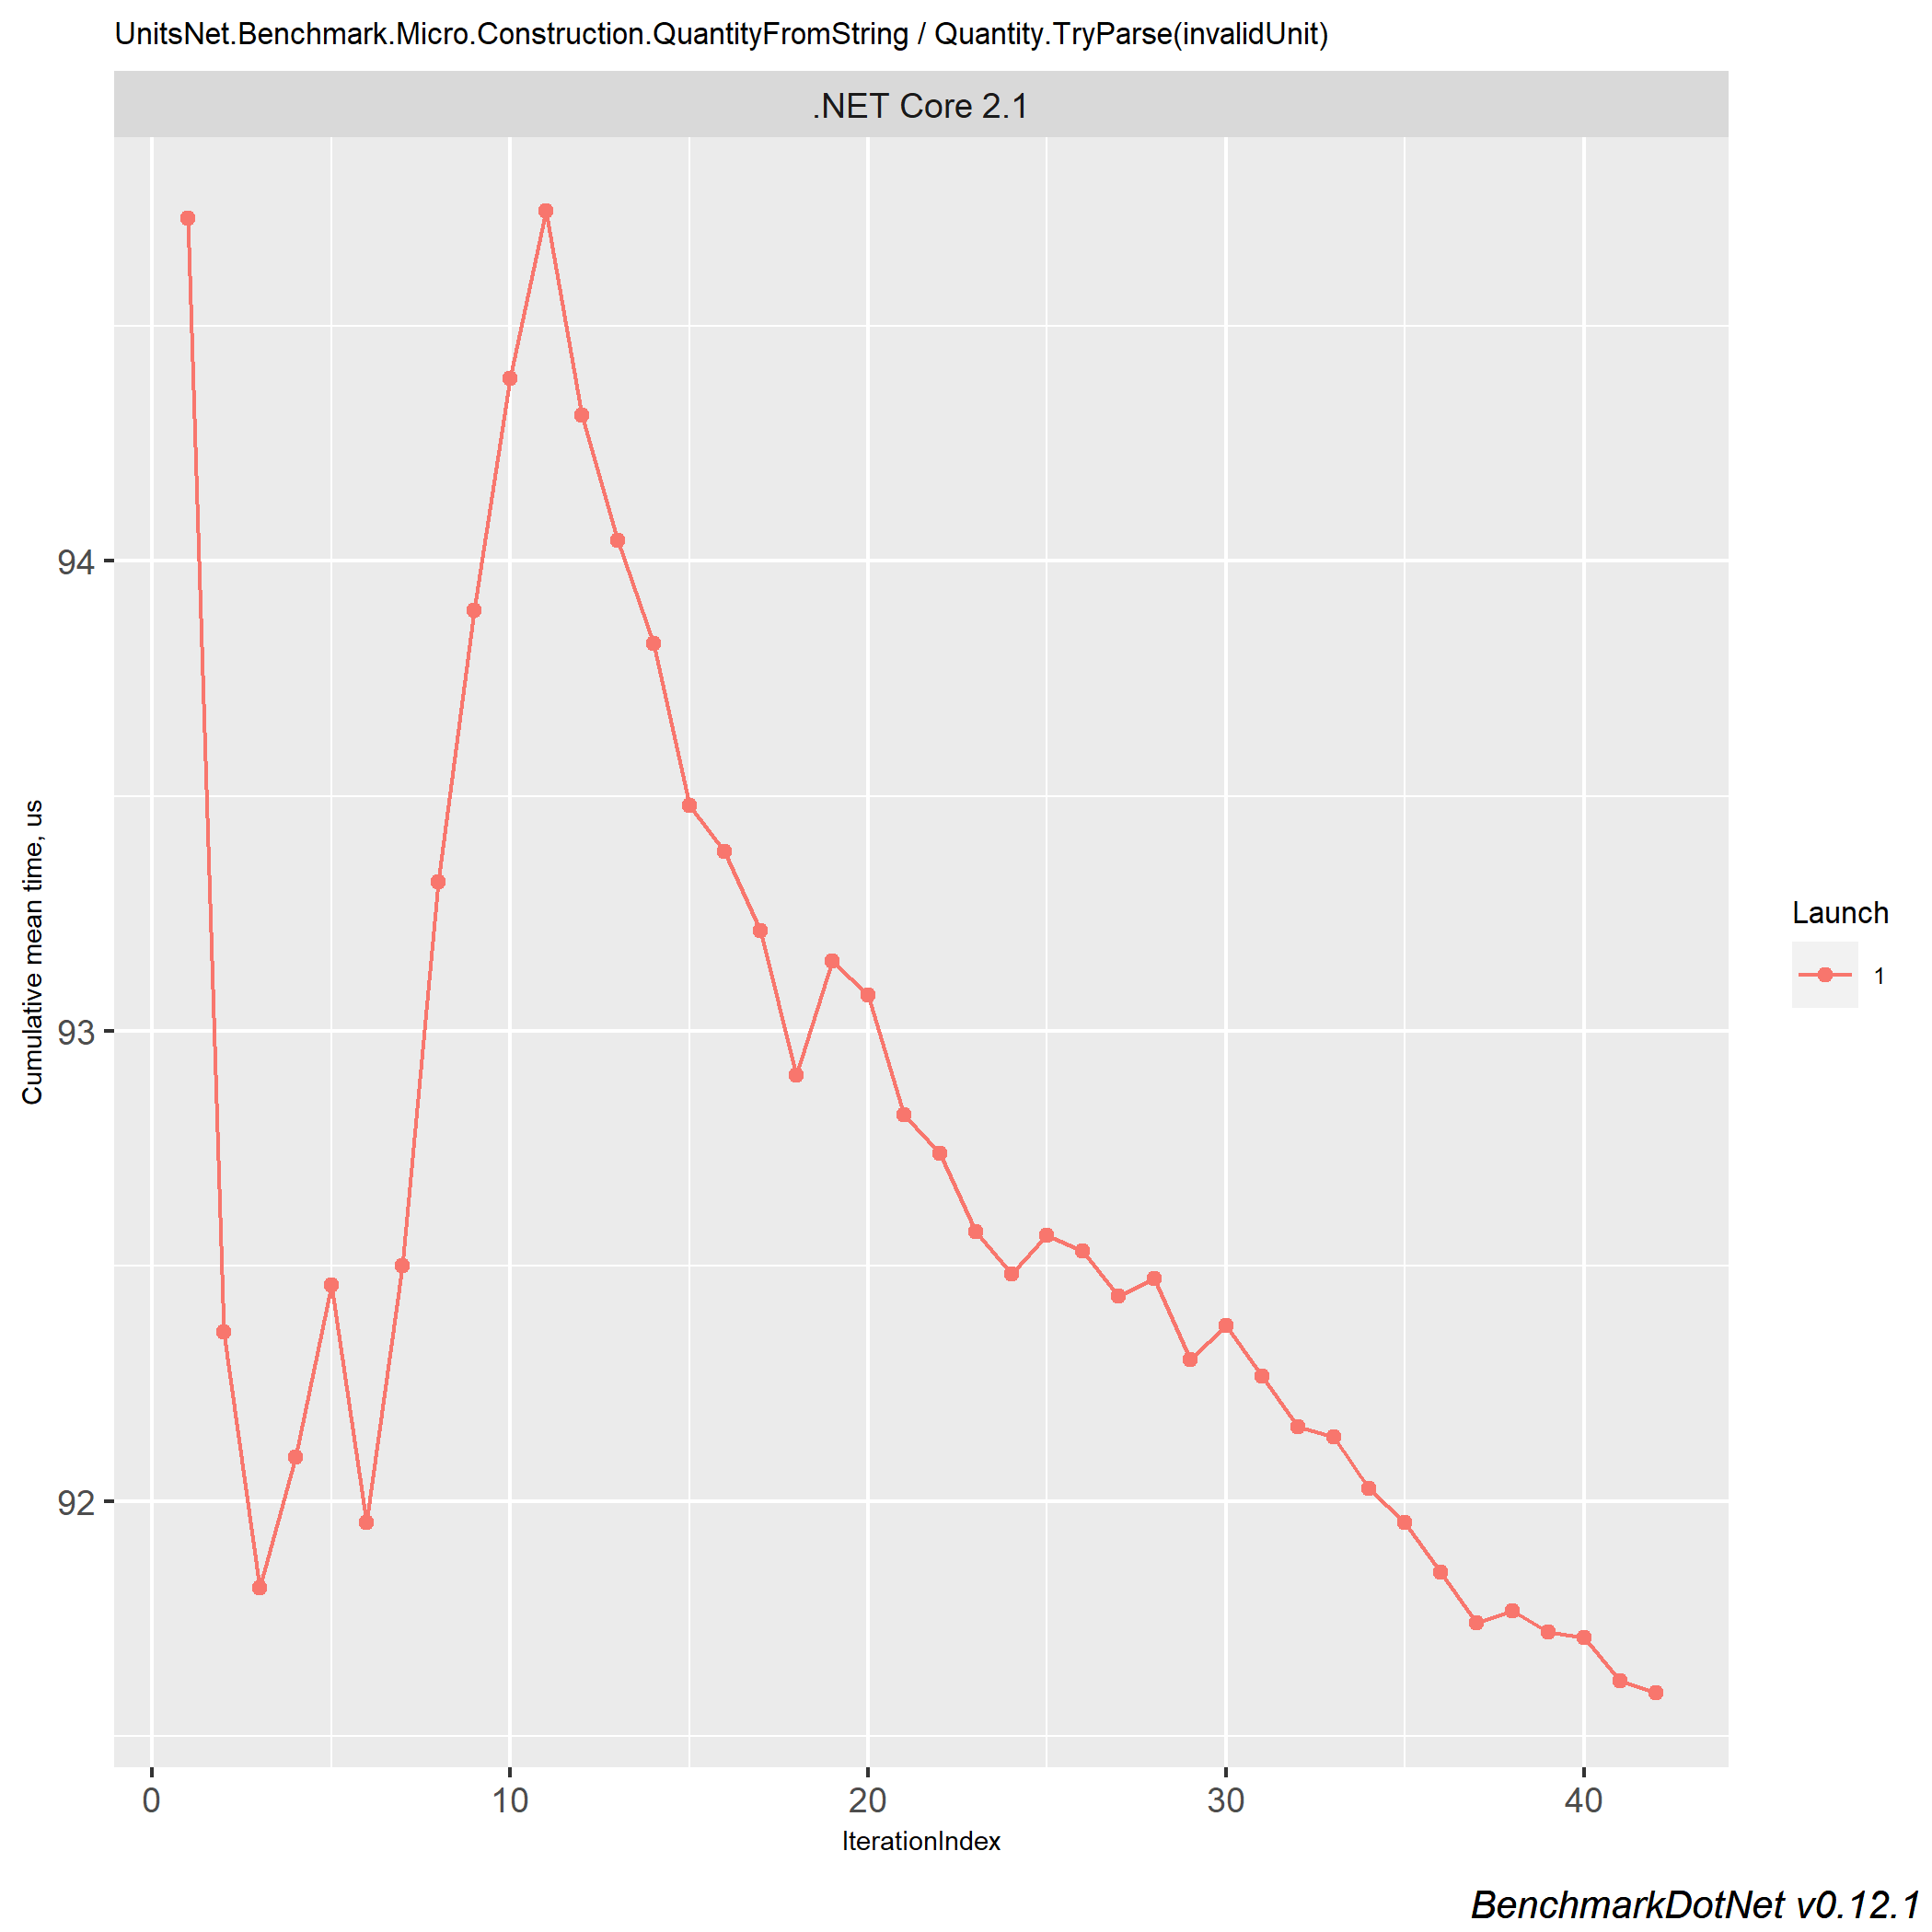 UnitsNet.Benchmark.Micro.Construction.QuantityFromString / Quantity.TryParse(invalidUnit)
.NET Core 2.1
94
93
92
Cumulative mean time, us
0 10 20 30 40
IterationIndex
Launch
1
BenchmarkDotNet v0.12.1